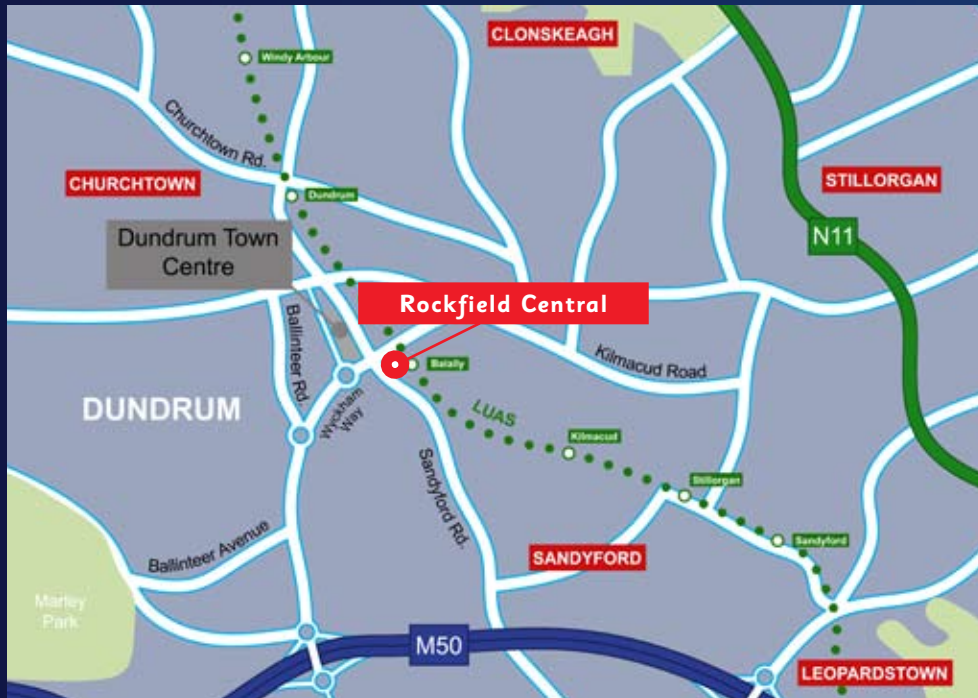 CLONSKEAGH
Windy Arbour
Churchtown Rd.
CHURCHTOWN
STILLORGAN
Dundrum
Dundrum Town
Centre
N11
Rockfield Central
Ballinteer Rd.
Balally
Kilmacud Road
DUNDRUM
Wyckham
Way
LUAS
Kilmacud
Sandyford Rd.
Stillorgan
Ballinteer Avenue
Sandyford
SANDYFORD
Marley
Park
M50
LEOPARDSTOWN